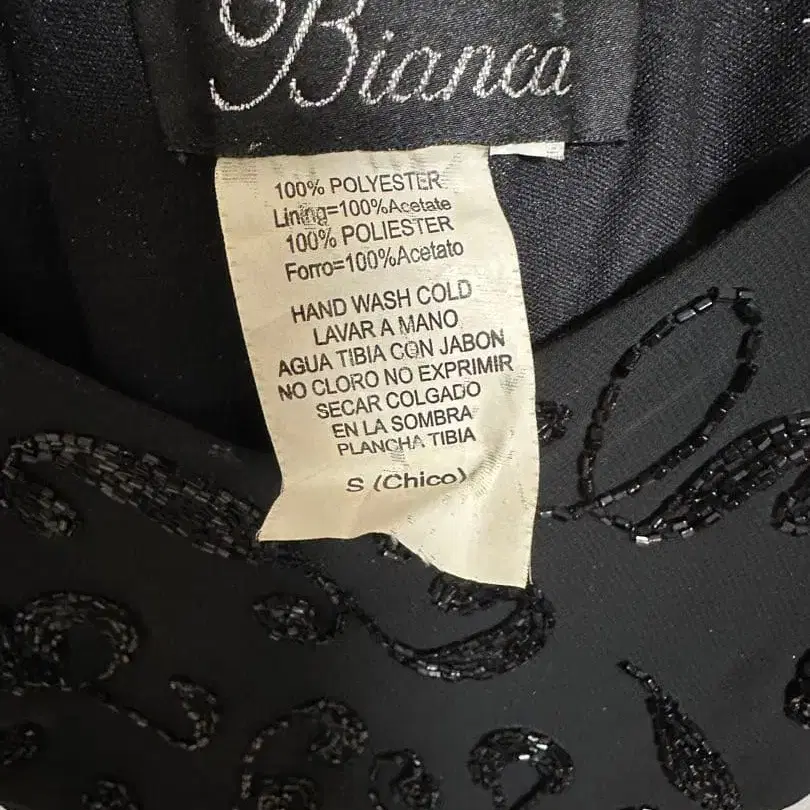 Bianca
100% POLYESTER
Lining=100%Acetate
100% POLIESTER
Forro=100%Acetato
HAND WASH COLD
LAVAR A MANO
AGUA TIBIA CON JABON
NO CLORO NO EXPRIMIR
SECAR COLGADO
EN LA SOMBRA
PLANCHA TIBIA
S (Chico)